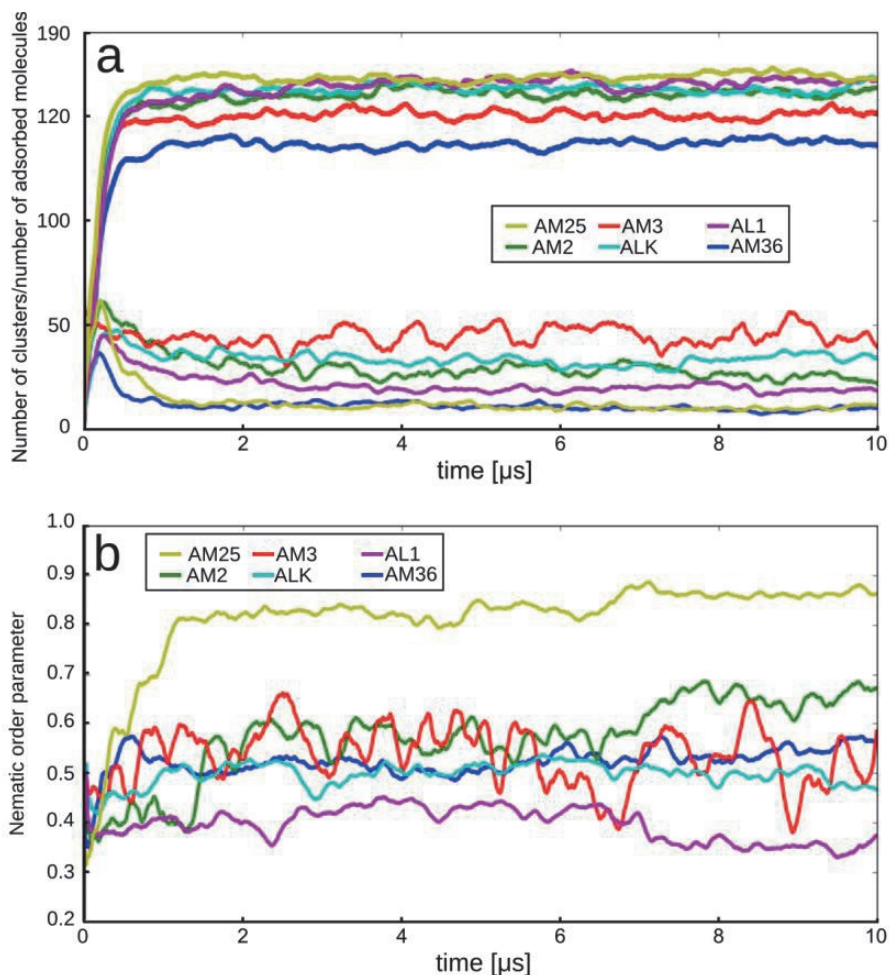 a
190
120
100
50
0
Number of clusters/number of adsorbed molecules
AM25 AM3 AL1
AM2 ALK AM36
0 2 4 6 8 10
time [μs]
b
1.0
0.9
0.8
0.7
0.6
0.5
0.4
0.3
0.2
Nematic order parameter
AM25 AM3 AL1
AM2 ALK AM36
0 2 4 6 8 10
time [μs]